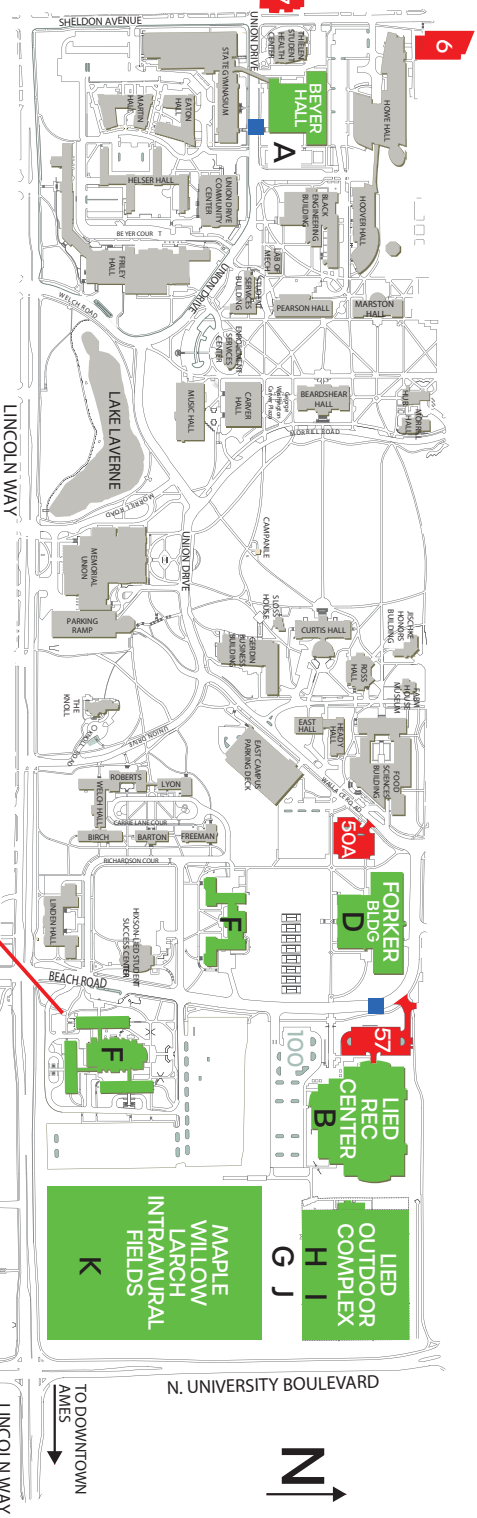 SHELDON AVENUE
UNION DRIVE
6
THIELEN
STUDENT
HEALTH
CENTER
STATE GYMNASIUM
BEYER
HALL
A
HOWE HALL
MARTIN
HALL
EATON
HALL
HELSER HALL
UNION DRIVE
COMMUNITY
CENTER
BLACK
ENGINEERING
BUILDING
HOOVER HALL
BEYER COURT
FRILEY
HALL
UNION DRIVE
STUDENT
SERVICES
BUILDING
LAB OF
MECH
PEARSON HALL
MARSTON
HALL
WELCH ROAD
ENROLLMENT
SERVICES
CENTER
LAKE LAVERNE
MUSIC HALL
CARVER
HALL
George
Washington
Carver Plaza
BEARDSHEAR
HALL
HUB
MORRILL
HALL
MORRILL ROAD
LINCOLN WAY
MORRILL ROAD
UNION DRIVE
CAMPANILE
MEMORIAL
UNION
PARKING
RAMP
SLOSS
HOUSE
GERDIN
BUSINESS
BUILDING
CURTIS HALL
JISCHKE
HONORS
BUILDING
ROSS
HALL
FARM
HOUSE
MUSEUM
THE
KNOLL
KNOLL ROAD
UNION DRIVE
EAST CAMPUS
PARKING DECK
EAST
HALL
HEADY
HALL
FOOD
SCIENCES
BUILDING
WALLACE RD
ROBERTS
LYON
WELCH HALL
CARRIE LANE COURT
BIRCH
BARTON
FREEMAN
RICHARDSON COURT
50A
LINDEN HALL
HIXSON-LIED STUDENT
SUCCESS CENTER
F
FORKER
BLDG
D
BEACH ROAD
F
57
100
LIED
REC
CENTER
B
MAPLE
WILLOW
LARCH
INTRAMURAL
FIELDS
K
G J
LIED
OUTDOOR
COMPLEX
H I
N. UNIVERSITY BOULEVARD
TO DOWNTOWN
AMES
LINCOLN WAY
N